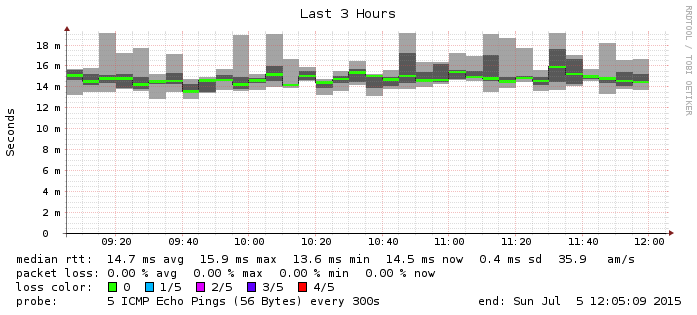 Last 3 Hours
RRDTOOL / TOBI OETIKER
Seconds
18 m
16 m
14 m
12 m
10 m
8 m
6 m
4 m
2 m
0
09:20 09:40 10:00 10:20 10:40 11:00 11:20 11:40 12:00
median rtt: 14.7 ms avg 15.9 ms max 13.6 ms min 14.5 ms now 0.4 ms sd 35.9 am/s
packet loss: 0.00 % avg 0.00 % max 0.00 % min 0.00 % now
loss color: 0 1/5 2/5 3/5 4/5
probe: 5 ICMP Echo Pings (56 Bytes) every 300s end: Sun Jul 5 12:05:09 2015